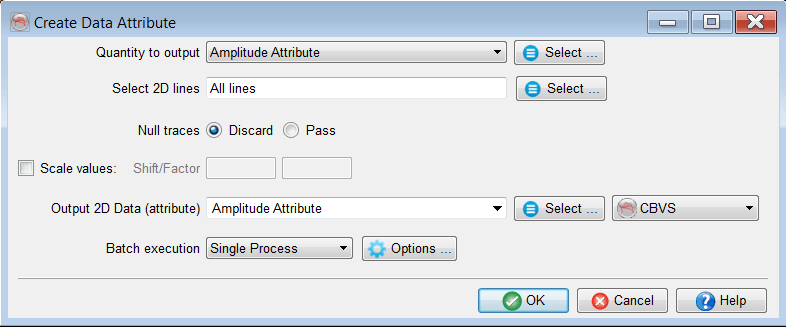 Create Data Attribute
Quantity to output Amplitude Attribute Select ...
Select 2D lines All lines Select ...
Null traces Discard Pass
Scale values: Shift/Factor
Output 2D Data (attribute) Amplitude Attribute Select ... CBVS
Batch execution Single Process Options ...
OK Cancel ? Help